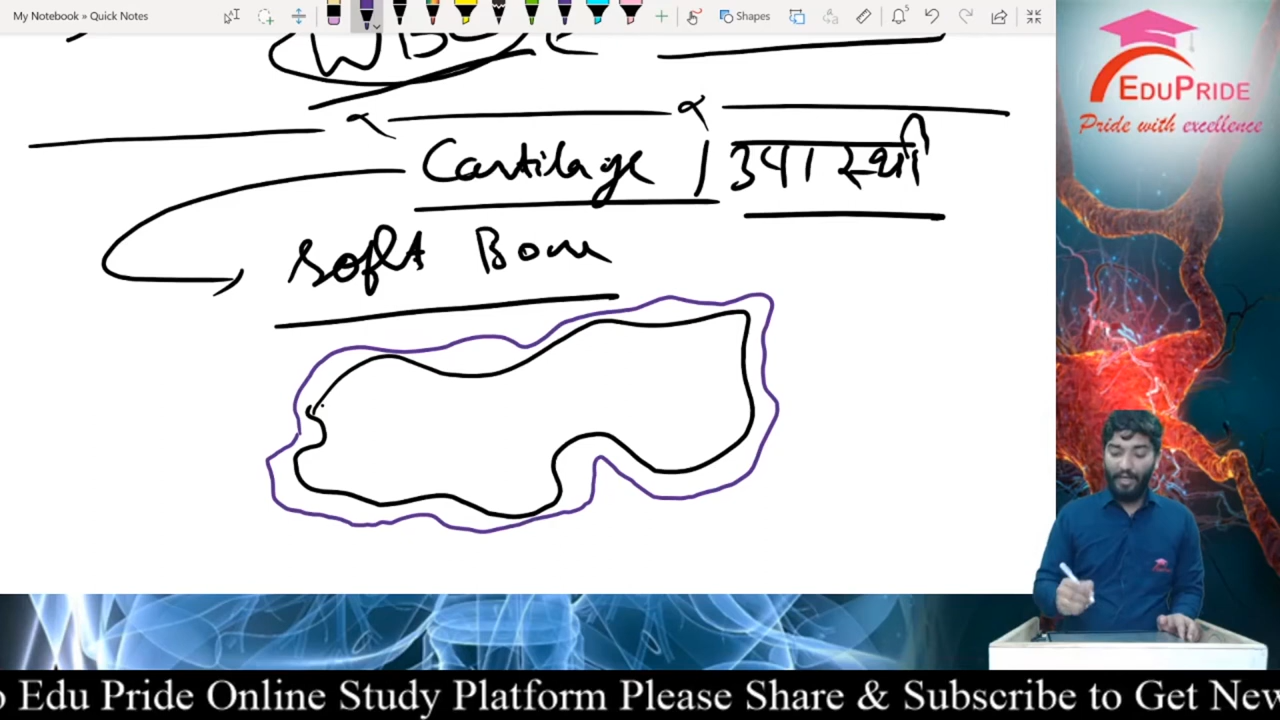 My Notebook » Quick Notes
Shapes
EDUPRIDE
Pride with excellence
Cartilage / उपास्थी
Soft Bone
o Edu Pride Online Study Platform Please Share & Subscribe to Get New